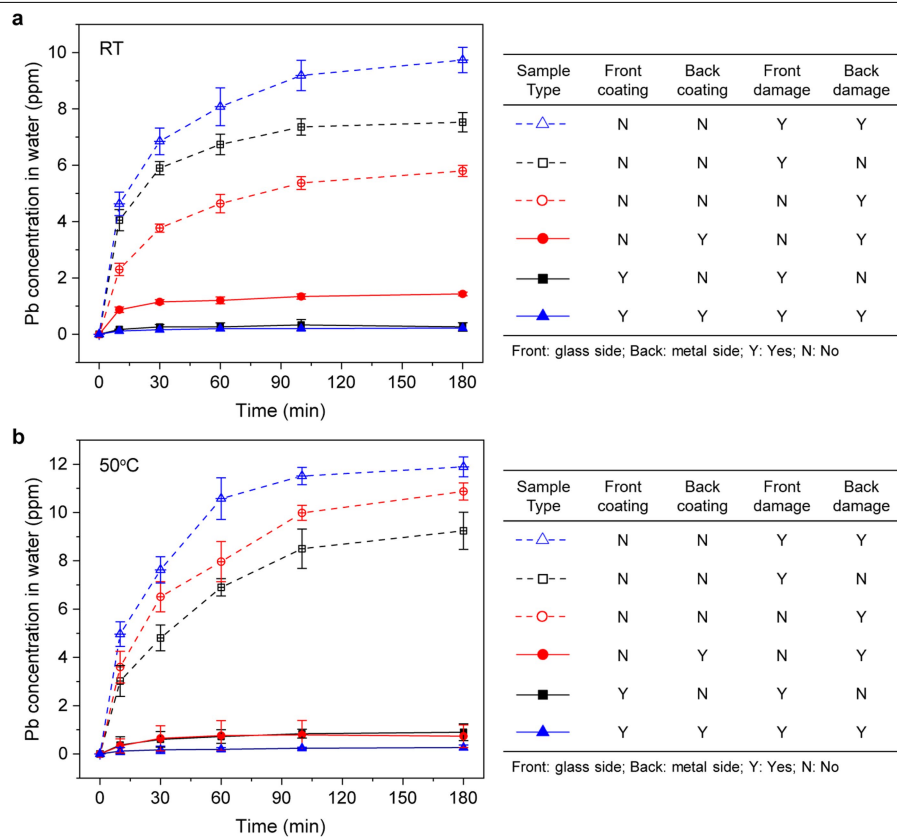 a
RT
Pb concentration in water (ppm)
10
8
6
4
2
0
0 30 60 90 120 150 180
Time (min)
Sample Type Front coating Back coating Front damage Back damage
N N Y Y
N N Y N
N N N Y
N Y N Y
Y N Y N
Y Y Y Y
Front: glass side; Back: metal side; Y: Yes; N: No
b
50°C
Pb concentration in water (ppm)
12
10
8
6
4
2
0
0 30 60 90 120 150 180
Time (min)
Sample Type Front coating Back coating Front damage Back damage
N N Y Y
N N Y N
N N N Y
N Y N Y
Y N Y N
Y Y Y Y
Front: glass side; Back: metal side; Y: Yes; N: No